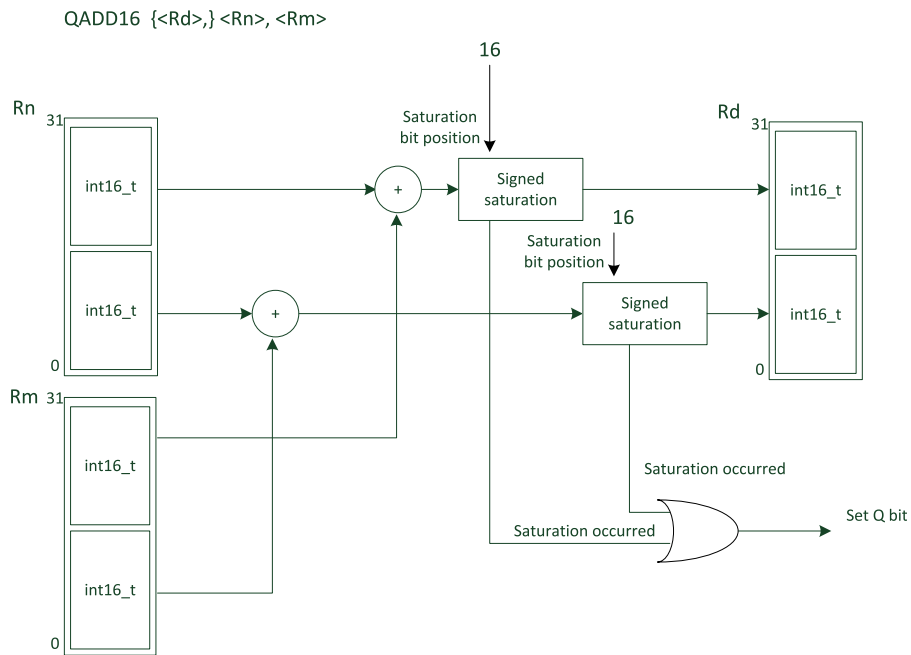 QADD16 {<Rd>,} <Rn>, <Rm>
16
Rn
31
Saturation
bit position
Rd
31
int16_t
+
Signed
saturation
int16_t
16
Saturation
bit position
int16_t
+
Signed
saturation
int16_t
0
0
Rm
31
int16_t
Saturation occurred
Saturation occurred
Set Q bit
int16_t
0